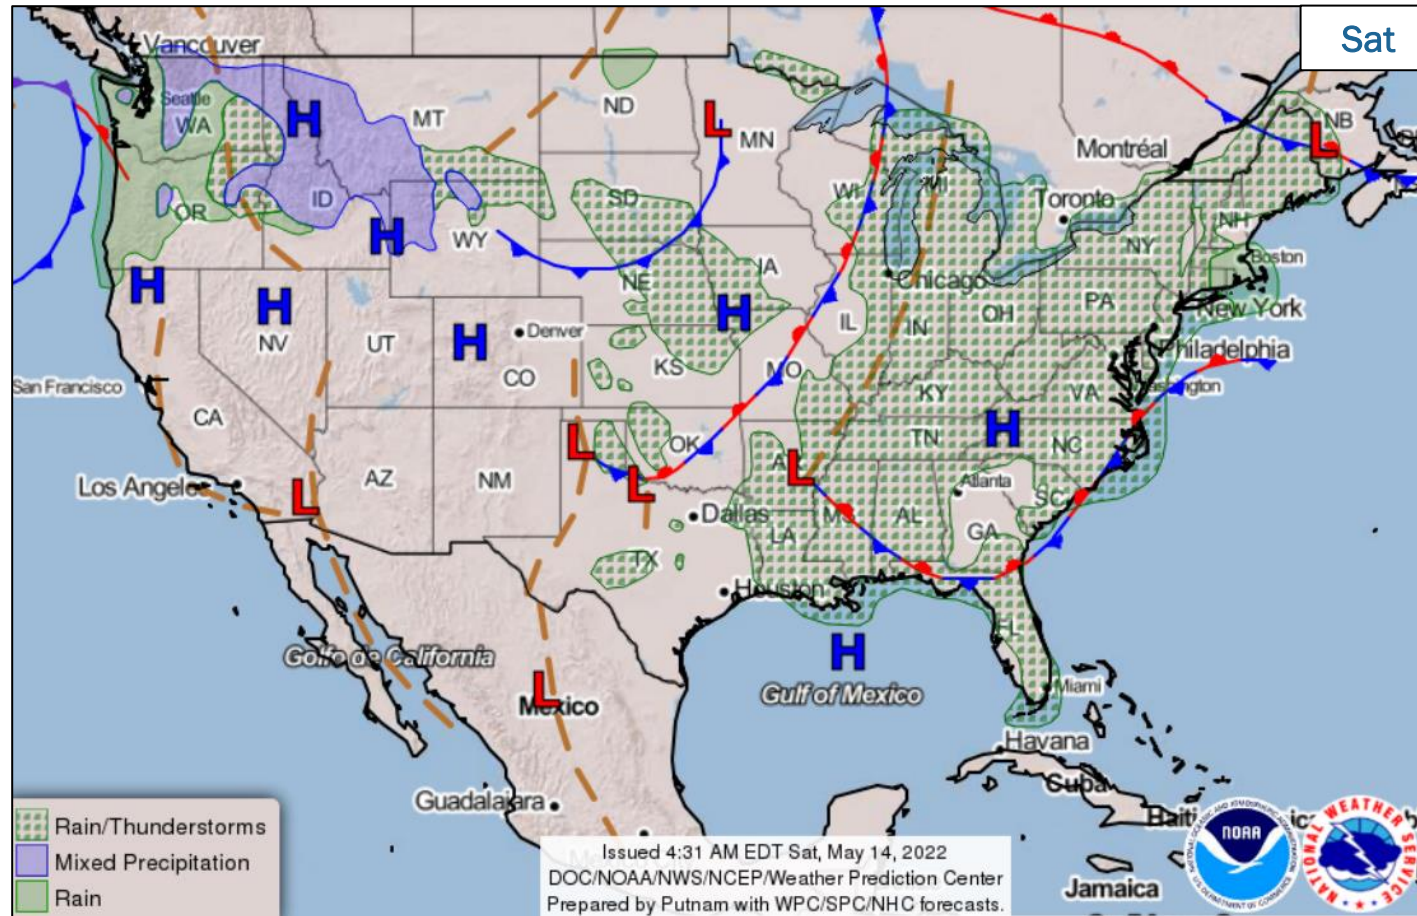 Sat
Vancouver
Seattle
WA
MT
ND
MN
NB
Montréal
OR
ID
WY
SD
WI
MI
Toronto
NH
NY
Boston
NE
IA
Chicago
PA
New York
NV
UT
Denver
CO
KS
MO
IL
IN
OH
Philadelphia
San Francisco
CA
KY
VA
AZ
NM
OK
TN
NC
Los Angeles
Atlanta
SC
Dallas
MS
AL
GA
LA
TX
Houston
FL
Golfo de California
Gulf of Mexico
Miami
Mexico
Havana
Cuba
Guadalajara
Haiti
Jamaica
H
H
H
H
H
H
H
H
L
L
L
L
L
L
L
Rain/Thunderstorms
Mixed Precipitation
Rain
Issued 4:31 AM EDT Sat, May 14, 2022
DOC/NOAA/NWS/NCEP/Weather Prediction Center
Prepared by Putnam with WPC/SPC/NHC forecasts.
NOAA
NATIONAL WEATHER SERVICE